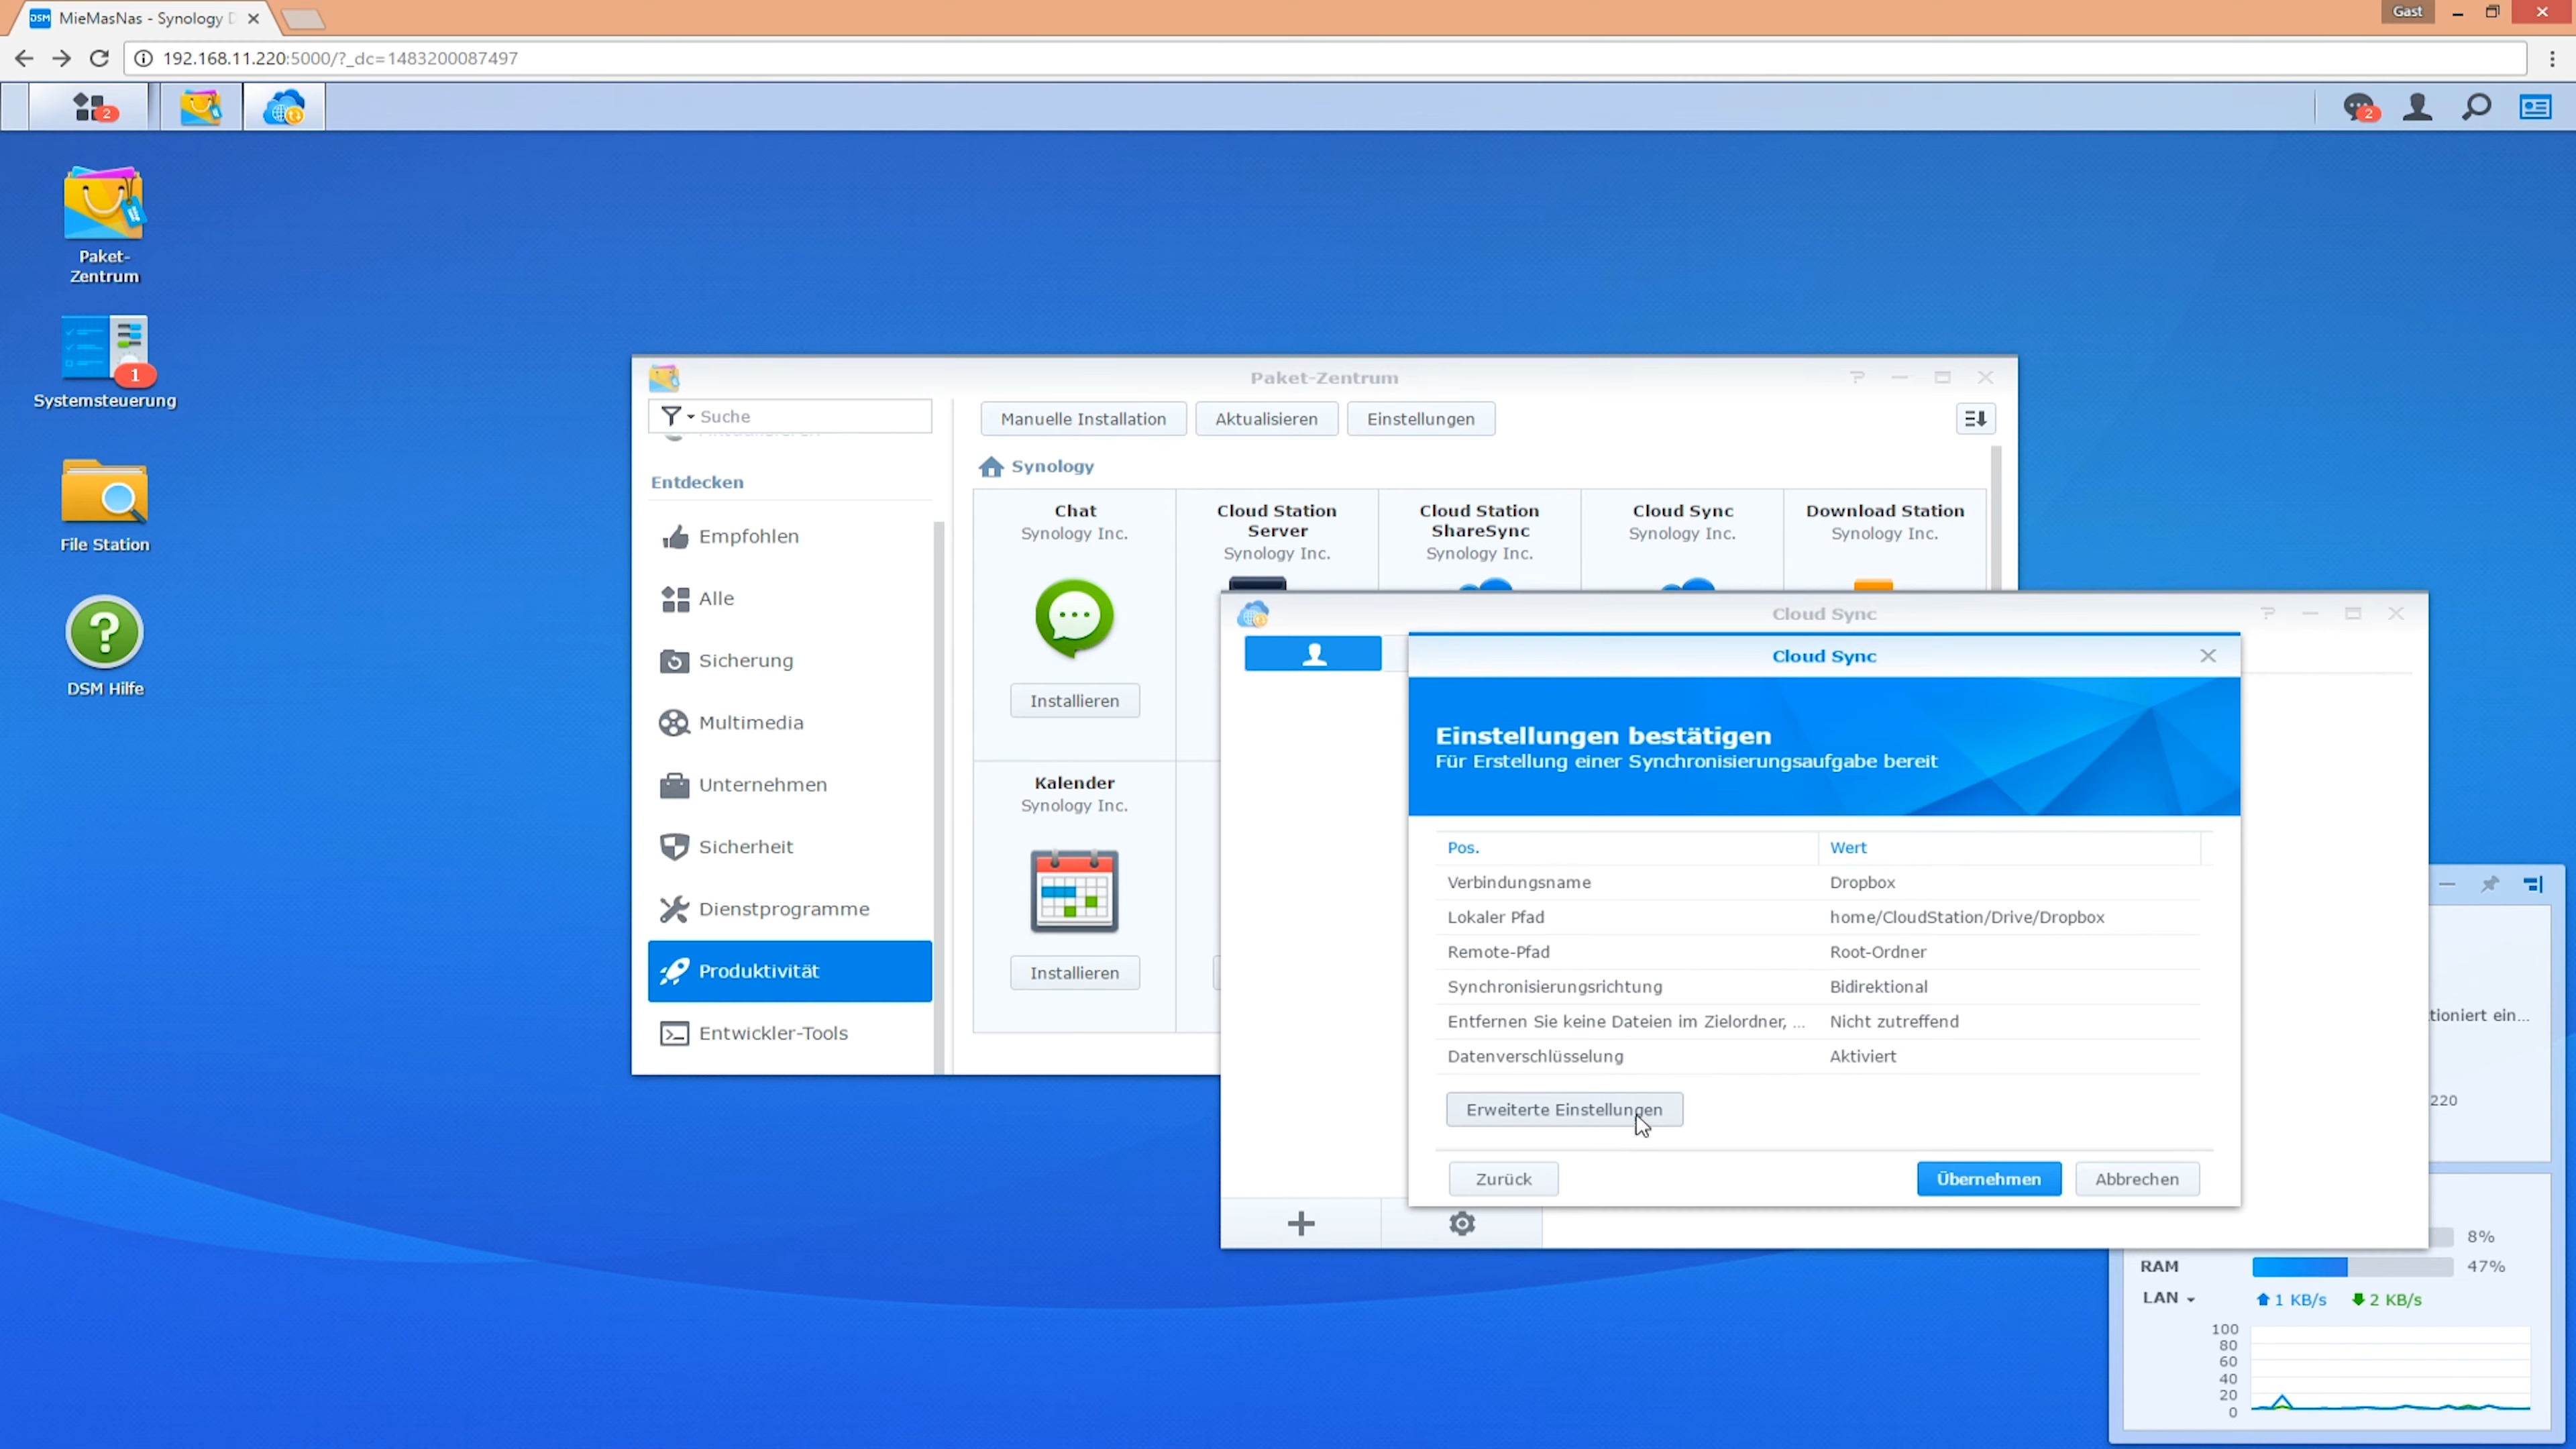 MieMasNas - Synology D
Gast
192.168.11.220:5000/?_dc=1483200087497
2
2
Paket-
Zentrum
1
Systemsteuerung
File Station
DSM Hilfe
Paket-Zentrum
Suche
Manuelle Installation
Aktualisieren
Einstellungen
Entdecken
Empfohlen
Alle
Sicherung
Multimedia
Unternehmen
Sicherheit
Dienstprogramme
Produktivität
Entwickler-Tools
Synology
Chat
Synology Inc.
Installieren
Cloud Station
Server
Synology Inc.
Cloud Station
ShareSync
Synology Inc.
Cloud Sync
Synology Inc.
Download Station
Synology Inc.
Kalender
Synology Inc.
Installieren
Cloud Sync
Cloud Sync
Einstellungen bestätigen
Für Erstellung einer Synchronisierungsaufgabe bereit
Pos. Wert
Verbindungsname Dropbox
Lokaler Pfad home/CloudStation/Drive/Dropbox
Remote-Pfad Root-Ordner
Synchronisierungsrichtung Bidirektional
Entfernen Sie keine Dateien im Zielordner, ... Nicht zutreffend
Datenverschlüsselung Aktiviert
Erweiterte Einstellungen
Zurück
Übernehmen
Abbrechen
tioniert ein...
220
8%
RAM 47%
LAN 1 KB/s 2 KB/s
100
80
60
40
20
0